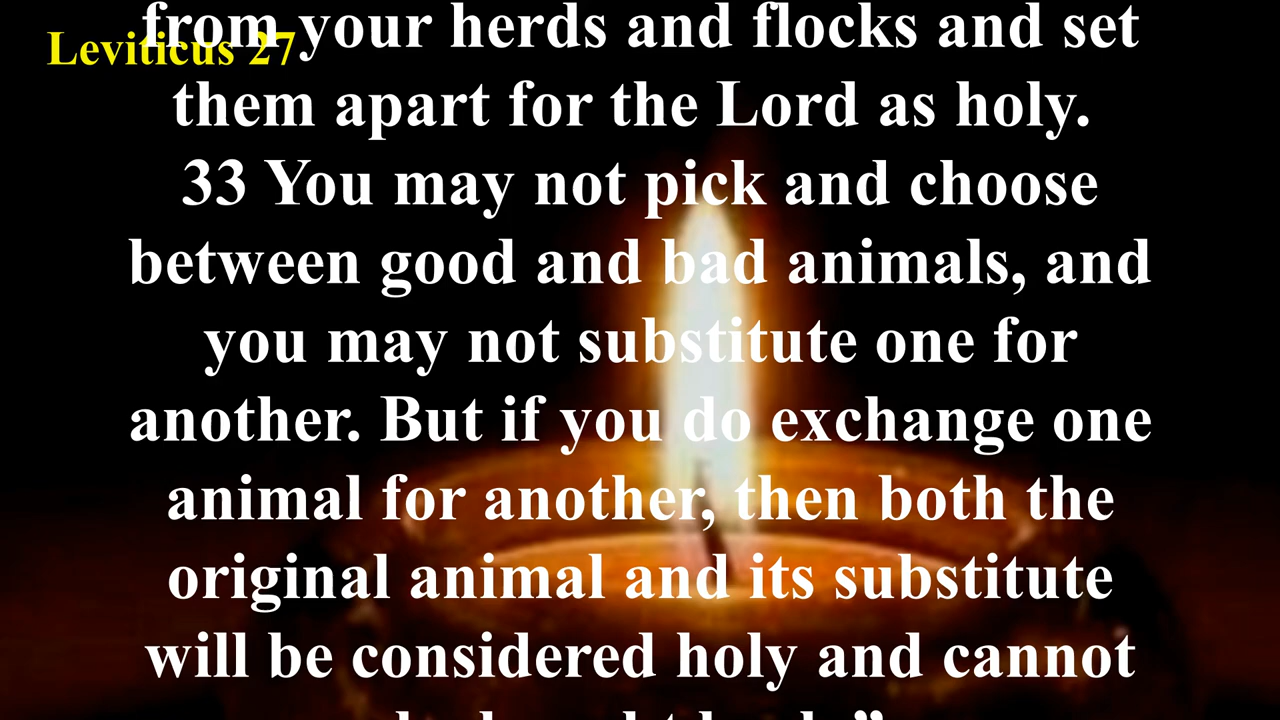 Leviticus 27
from your herds and flocks and set
them apart for the Lord as holy.
33 You may not pick and choose
between good and bad animals, and
you may not substitute one for
another. But if you do exchange one
animal for another, then both the
original animal and its substitute
will be considered holy and cannot